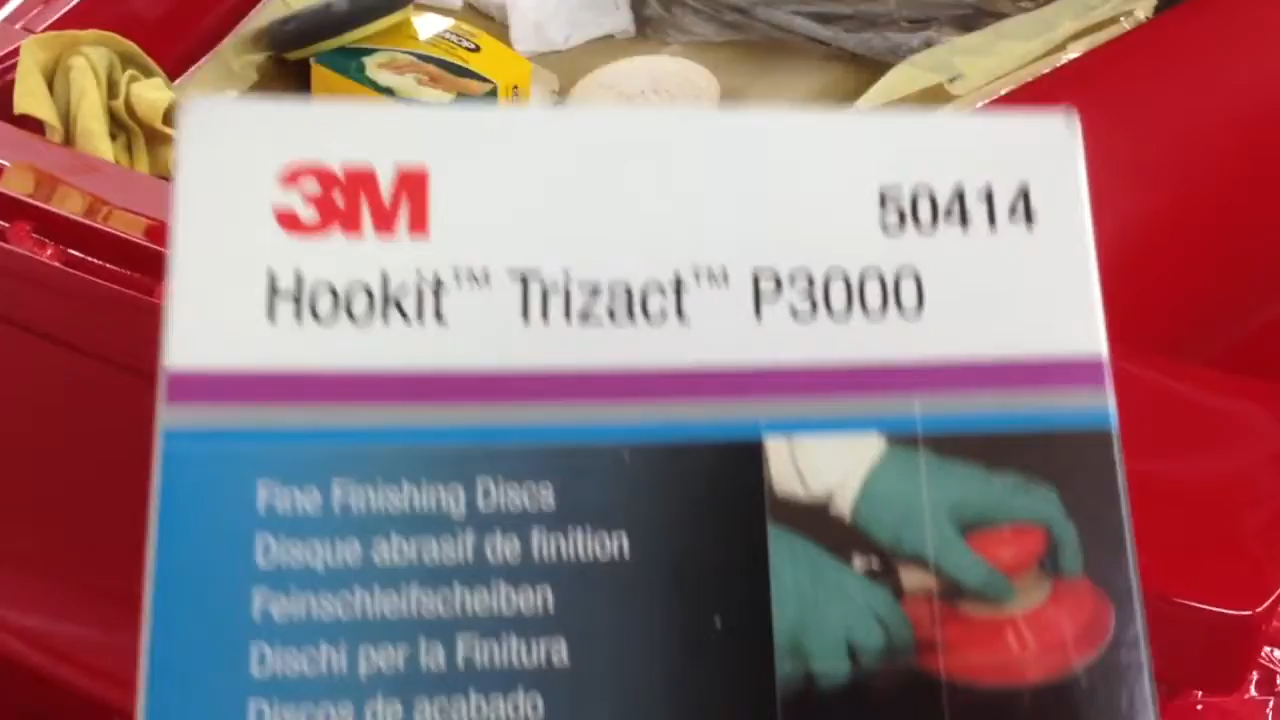 3M
50414
Hookit™ Trizact™ P3000
Fine Finishing Discs
Disque abrasif de finition
Feinschleifscheiben
Dischi per la Finitura
Discos de acabado